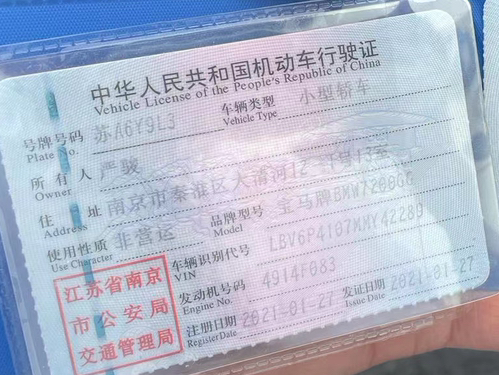 中华人民共和国机动车行驶证
Vehicle License of the People's Republic of China
号牌号码 苏A6Y9L3 车辆类型 小型轿车
Plate No. Vehicle Type
所有人 严骏
Owner
住址 南京市秦淮区大浦河12 13室
Address
使用性质 非营运 品牌型号 宝马牌BMW7200GC
Use Character Model
车辆识别代号 LBV6P4107MMY42289
VIN
发动机号码 4914F083
Engine No.
注册日期 2021-01-27 发证日期 2021-01-27
Register Date Issue Date
江苏省南京
市公安局
交通管理局